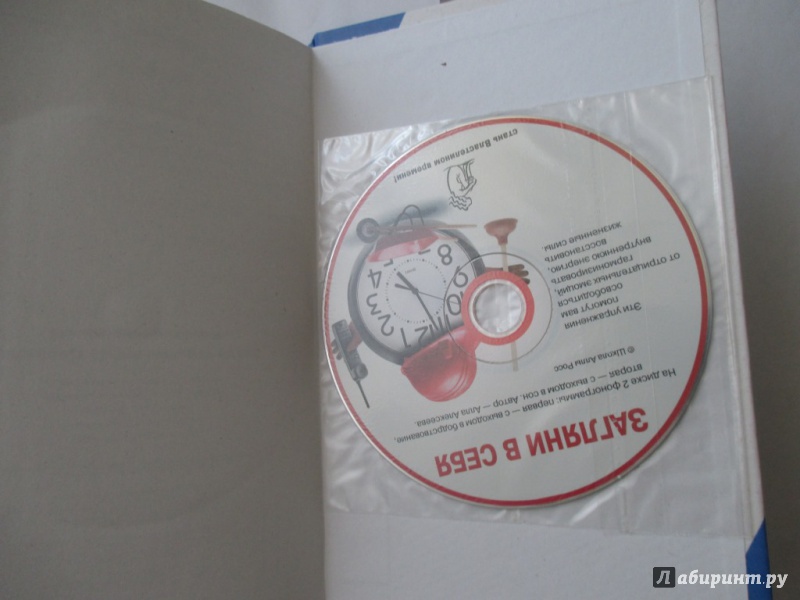 ЗАГЛЯНИ В СЕБЯ
На диске 2 фонограммы: первая — с выходом в бодрствование,
вторая — с выходом в сон. Автор — Алла Алексеева.
© Школа Аллы Росс
Эти упражнения
помогут вам
освободиться
от отрицательных эмоций,
гармонизировать
внутреннюю энергию,
восстановить
жизненные силы
стань Властелином времени!
Лабиринт.ру